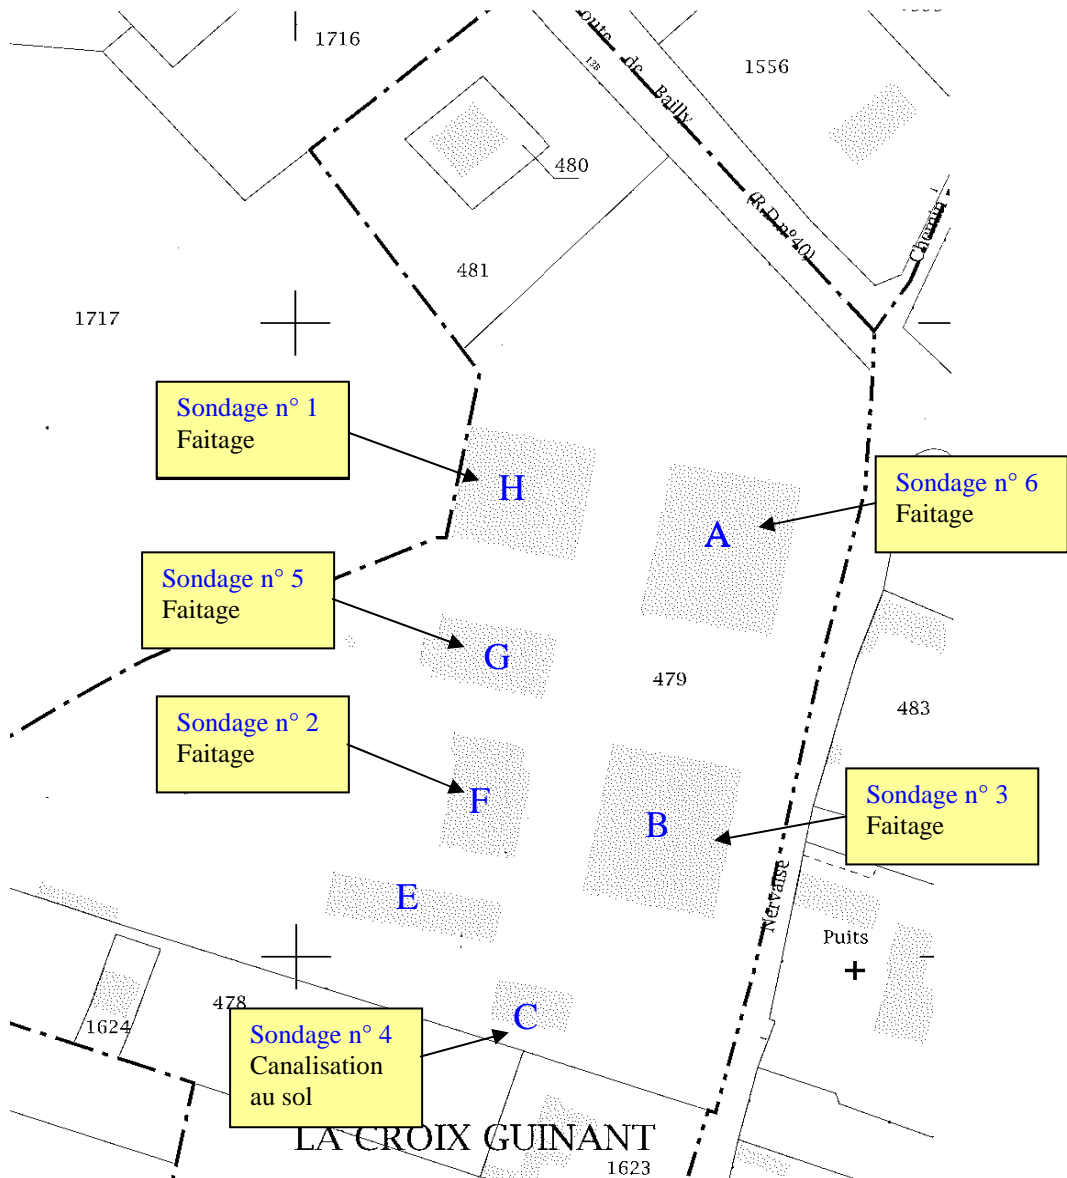 1716
1556
138
Route de Bailly
480
(R.D.nº40)
Chemin
481
1717
Sondage n° 1
Faitage
H
A
Sondage n° 6
Faitage
Sondage n° 5
Faitage
G
479
483
Sondage n° 2
Faitage
F
B
Sondage n° 3
Faitage
E
Nervaise
Puits
478
1624
C
Sondage n° 4
Canalisation
au sol
LA CROIX GUINANT
1623